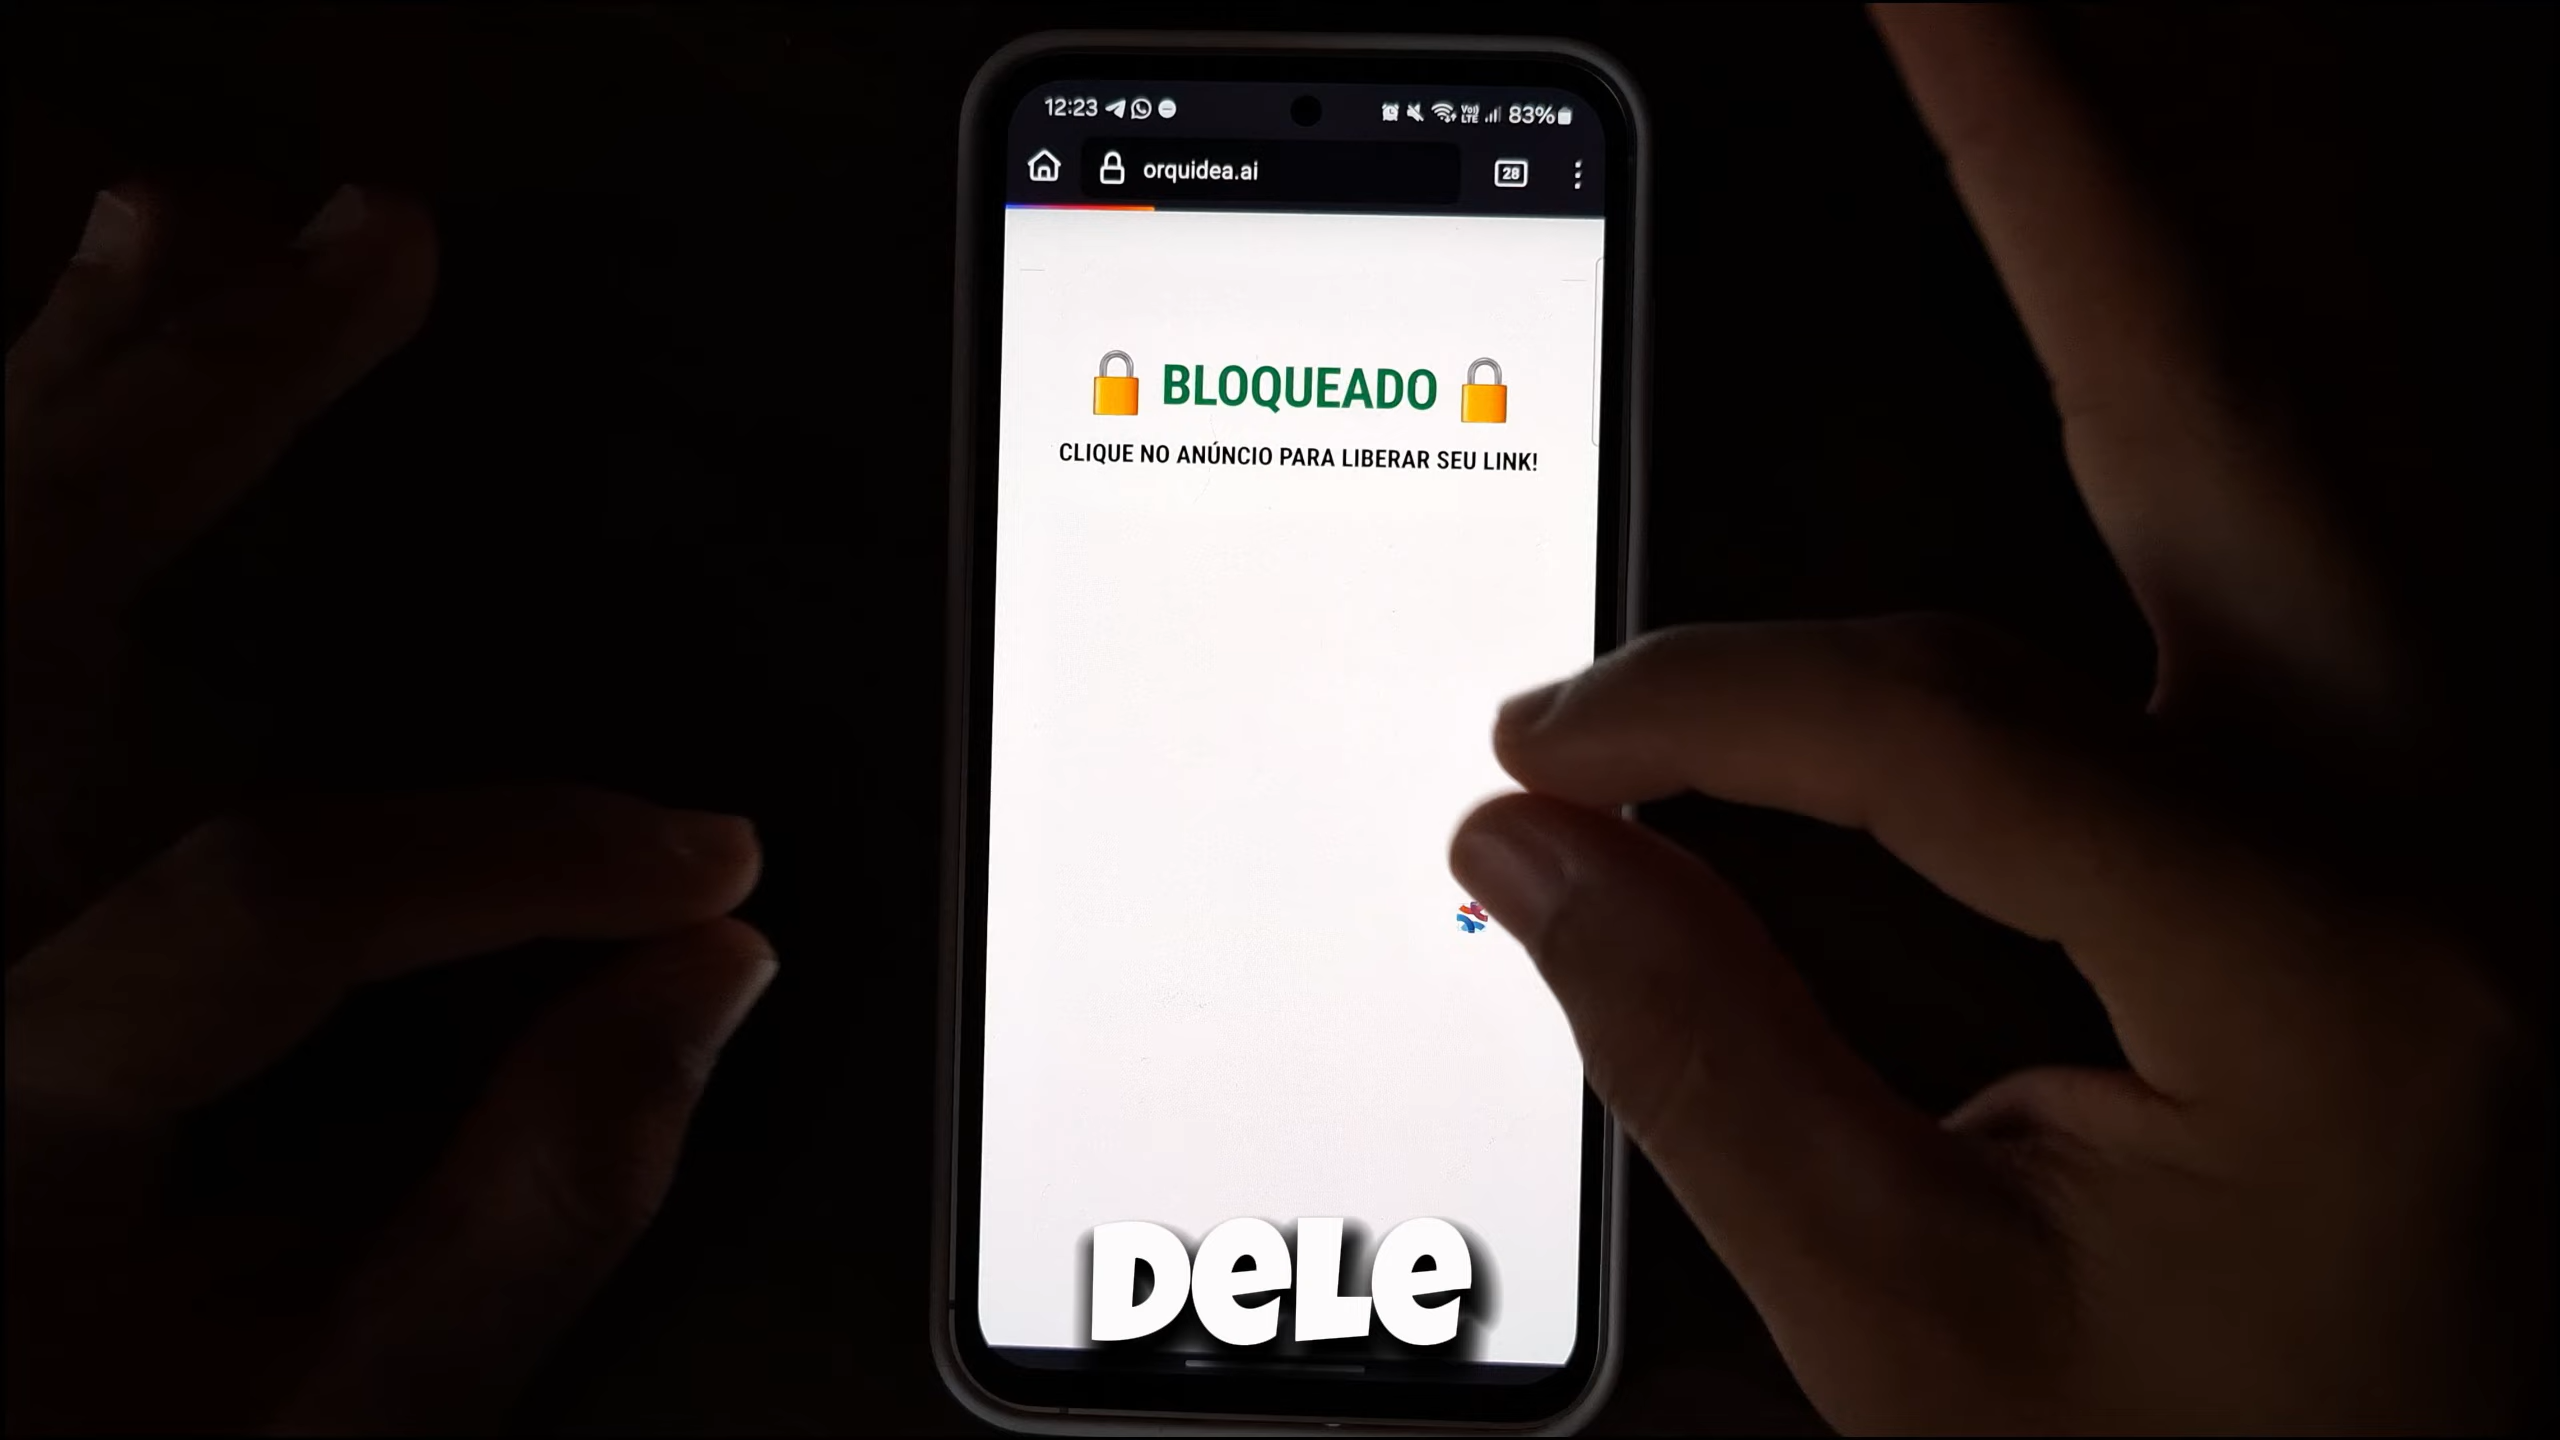 12:23
83%
orquidea.ai
28
BLOQUEADO
CLIQUE NO ANÚNCIO PARA LIBERAR SEU LINK!
DELE